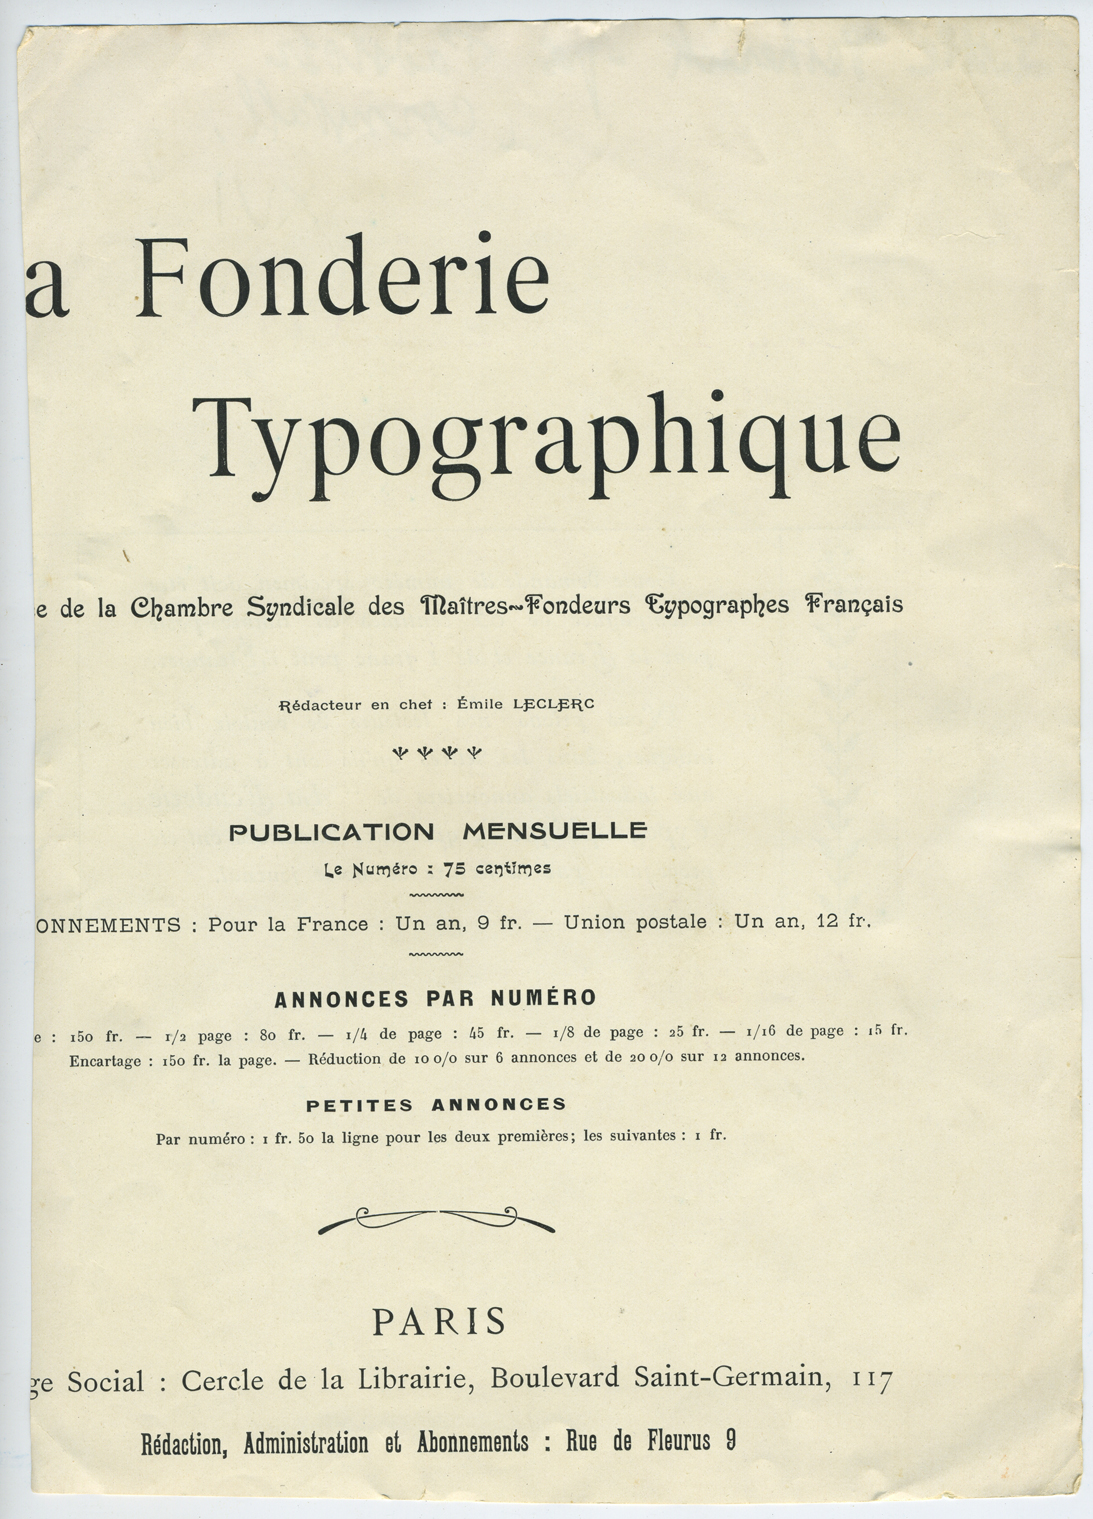 a Fonderie
Typographique
e de la Chambre Syndicale des Maîtres~Fondeurs Typographes Français
Rédacteur en chef : Émile LECLERC
PUBLICATION MENSUELLE
Le Numéro : 75 centimes
ONNEMENTS : Pour la France : Un an, 9 fr. — Union postale : Un an, 12 fr.
ANNONCES PAR NUMÉRO
e : 150 fr. — 1/2 page : 80 fr. — 1/4 de page : 45 fr. — 1/8 de page : 25 fr. — 1/16 de page : 15 fr.
Encartage : 150 fr. la page. — Réduction de 10 0/0 sur 6 annonces et de 20 0/0 sur 12 annonces.
PETITES ANNONCES
Par numéro : 1 fr. 50 la ligne pour les deux premières; les suivantes : 1 fr.
PARIS
ge Social : Cercle de la Librairie, Boulevard Saint-Germain, 117
Rédaction, Administration et Abonnements : Rue de Fleurus 9